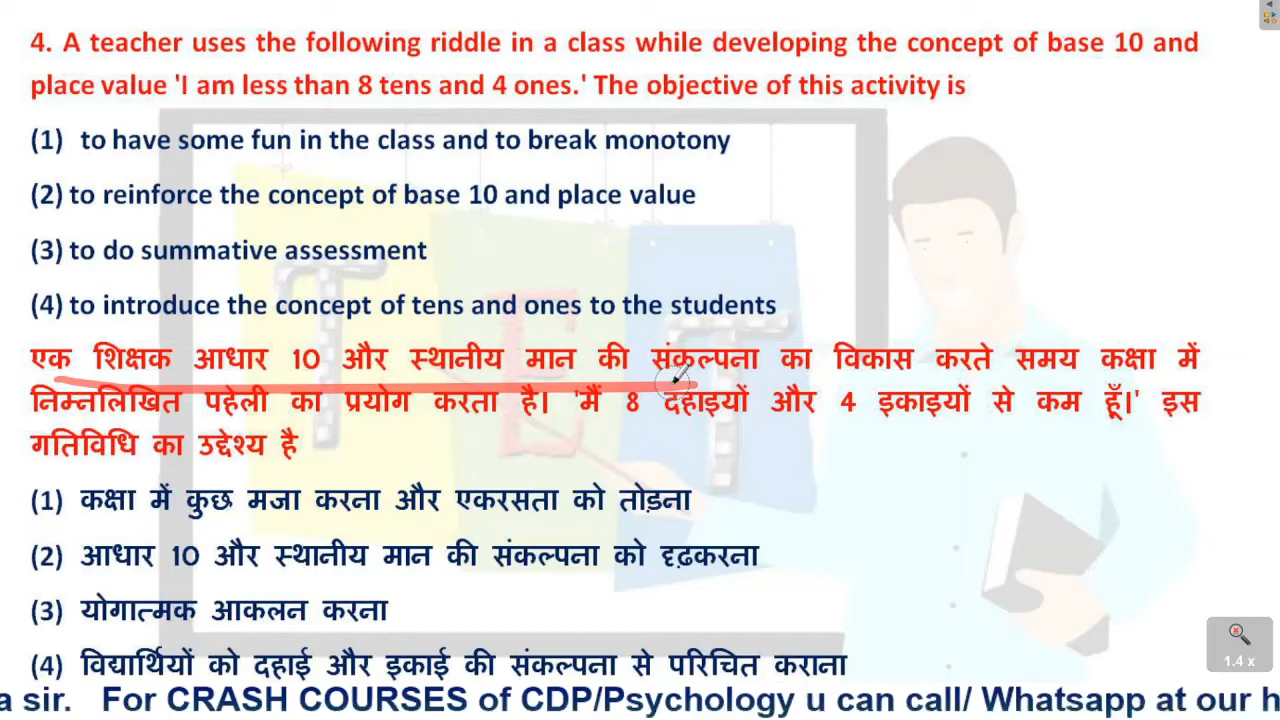 4. A teacher uses the following riddle in a class while developing the concept of base 10 and
place value 'I am less than 8 tens and 4 ones.' The objective of this activity is
(1) to have some fun in the class and to break monotony
(2) to reinforce the concept of base 10 and place value
(3) to do summative assessment
(4) to introduce the concept of tens and ones to the students
एक शिक्षक आधार 10 और स्थानीय मान की संकल्पना का विकास करते समय कक्षा में
निम्नलिखित पहेली का प्रयोग करता है। 'मैं 8 दहाइयों और 4 इकाइयों से कम हूँ।' इस
गतिविधि का उद्देश्य है
(1) कक्षा में कुछ मजा करना और एकरसता को तोड़ना
(2) आधार 10 और स्थानीय मान की संकल्पना को दृढ़करना
(3) योगात्मक आकलन करना
(4) विद्यार्थियों को दहाई और इकाई की संकल्पना से परिचित कराना
a sir. For CRASH COURSES of CDP/Psychology u can call/ Whatsapp at our h
TET
1.4 x